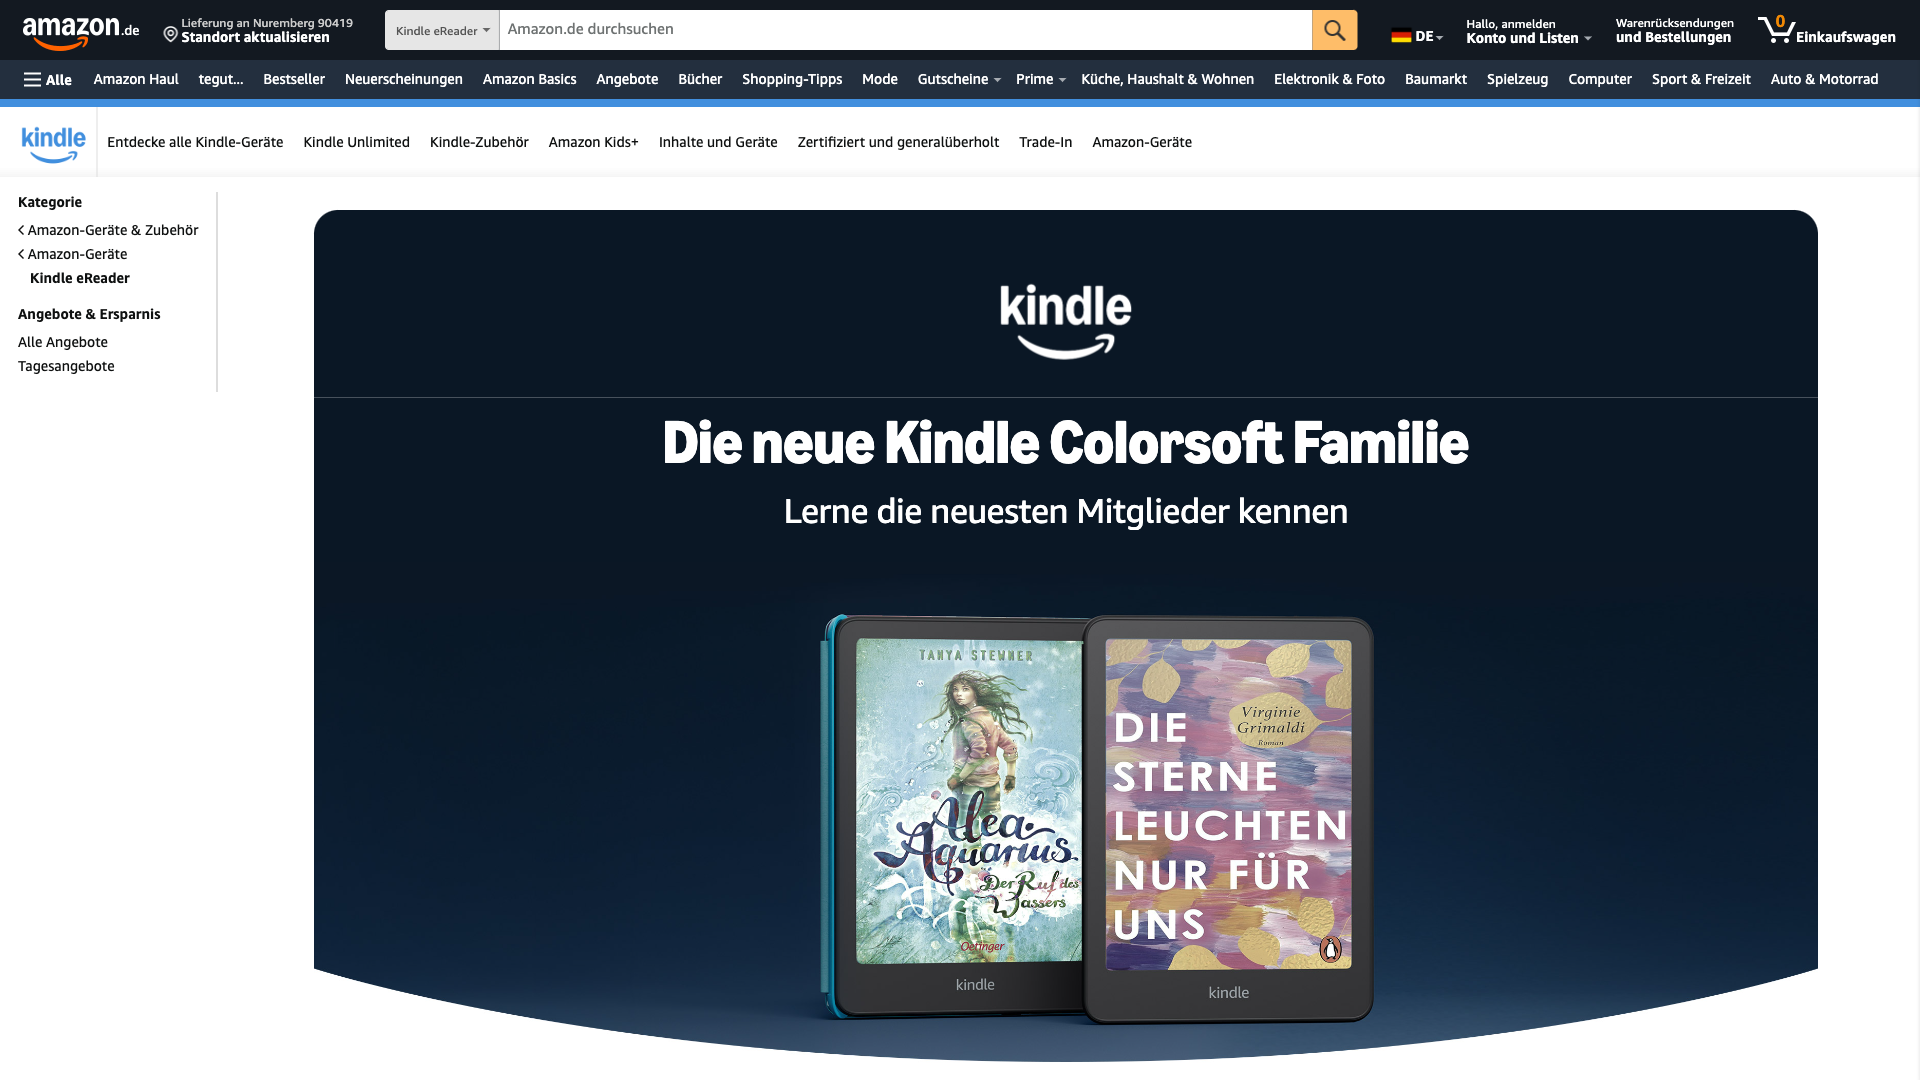 amazon.de
Lieferung an Nuremberg 90419
Standort aktualisieren
Kindle eReader
Amazon.de durchsuchen
DE
Hallo, anmelden
Konto und Listen
Warenrücksendungen
und Bestellungen
0
Einkaufswagen
Alle
Amazon Haul
tegut...
Bestseller
Neuerscheinungen
Amazon Basics
Angebote
Bücher
Shopping-Tipps
Mode
Gutscheine
Prime
Küche, Haushalt & Wohnen
Elektronik & Foto
Baumarkt
Spielzeug
Computer
Sport & Freizeit
Auto & Motorrad
kindle
Entdecke alle Kindle-Geräte
Kindle Unlimited
Kindle-Zubehör
Amazon Kids+
Inhalte und Geräte
Zertifiziert und generalüberholt
Trade-In
Amazon-Geräte
Kategorie
Amazon-Geräte & Zubehör
Amazon-Geräte
Kindle eReader
Angebote & Ersparnis
Alle Angebote
Tagesangebote
kindle
Die neue Kindle Colorsoft Familie
Lerne die neuesten Mitglieder kennen
TANYA STEWNER
Alea
Aquarius
Der Ruf des
Wassers
Oetinger
kindle
Virginie
Grimaldi
Roman
DIE
STERNE
LEUCHTEN
NUR FÜR
UNS
kindle